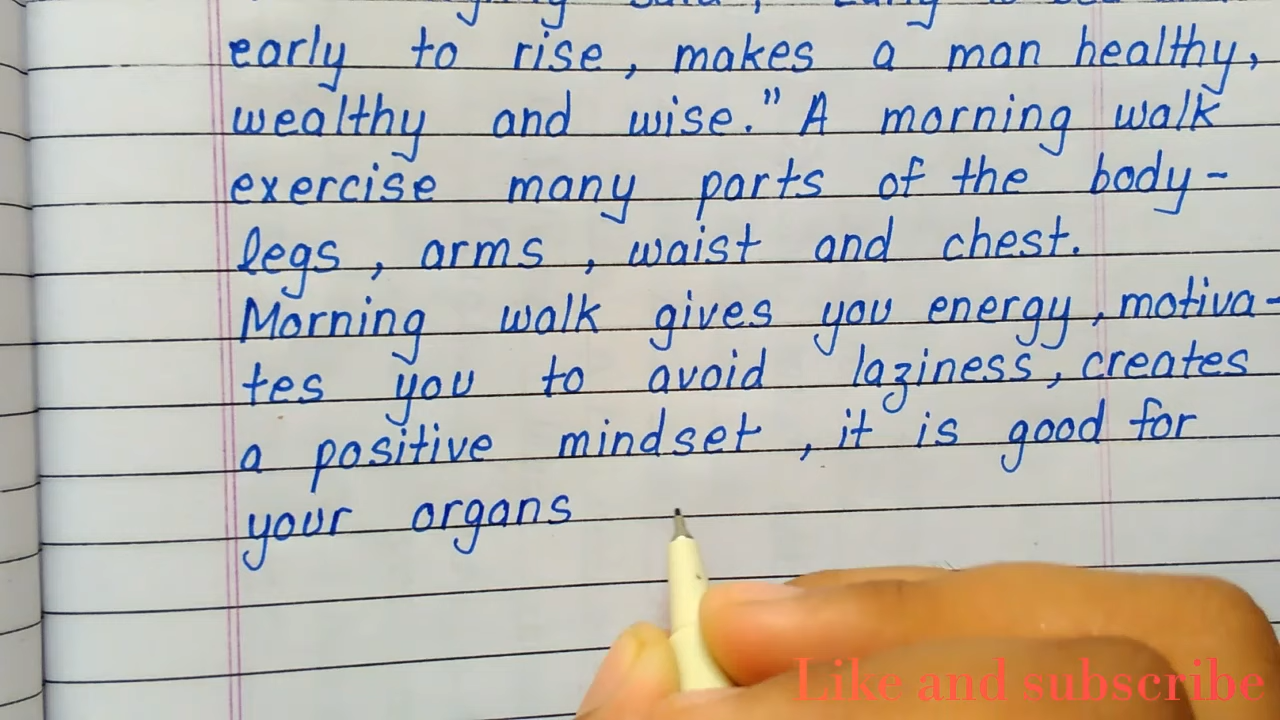 early to rise, makes a man healthy,
wealthy and wise." A morning walk
exercise many parts of the body-
legs, arms, waist and chest.
Morning walk gives you energy, motiva-
tes you to avoid laziness, creates
a positive mindset, it is good for
your organs
Like and subscribe